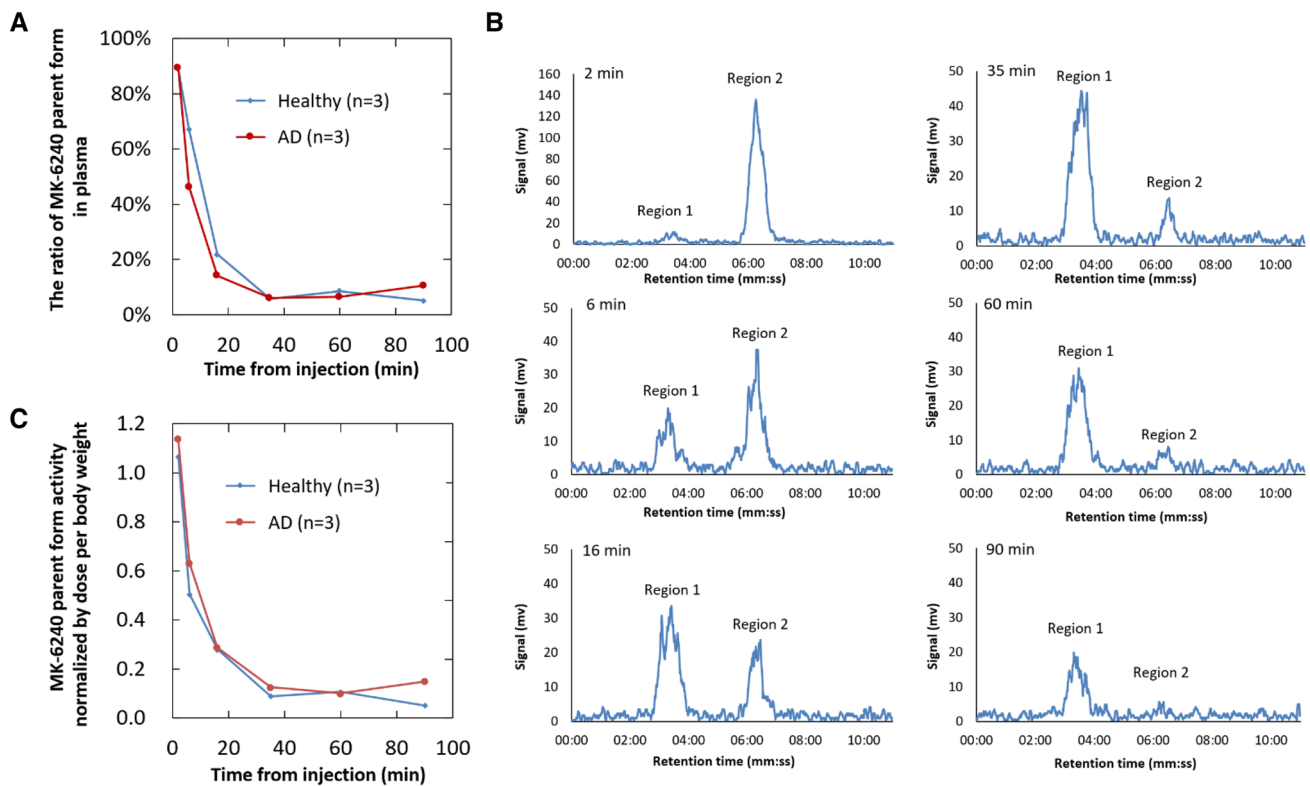 A
The ratio of MK-6240 parent form
in plasma
100%
80%
60%
40%
20%
0%
Healthy (n=3)
AD (n=3)
0 20 40 60 80 100
Time from injection (min)
B
2 min
Signal (mv)
160
140
120
100
80
60
40
20
0
Region 1
Region 2
00:00 02:00 04:00 06:00 08:00 10:00
Retention time (mm:ss)
35 min
Signal (mv)
50
40
30
20
10
0
Region 1
Region 2
00:00 02:00 04:00 06:00 08:00 10:00
Retention time (mm:ss)
6 min
Signal (mv)
50
40
30
20
10
0
Region 1
Region 2
00:00 02:00 04:00 06:00 08:00 10:00
Retention time (mm:ss)
60 min
Signal (mv)
50
40
30
20
10
0
Region 1
Region 2
00:00 02:00 04:00 06:00 08:00 10:00
Retention time (mm:ss)
16 min
Signal (mv)
50
40
30
20
10
0
Region 1
Region 2
00:00 02:00 04:00 06:00 08:00 10:00
Retention time (mm:ss)
90 min
Signal (mv)
50
40
30
20
10
0
Region 1
Region 2
00:00 02:00 04:00 06:00 08:00 10:00
Retention time (mm:ss)
C
MK-6240 parent form activity
normalized by dose per body weight
1.2
1.0
0.8
0.6
0.4
0.2
0.0
Healthy (n=3)
AD (n=3)
0 20 40 60 80 100
Time from injection (min)